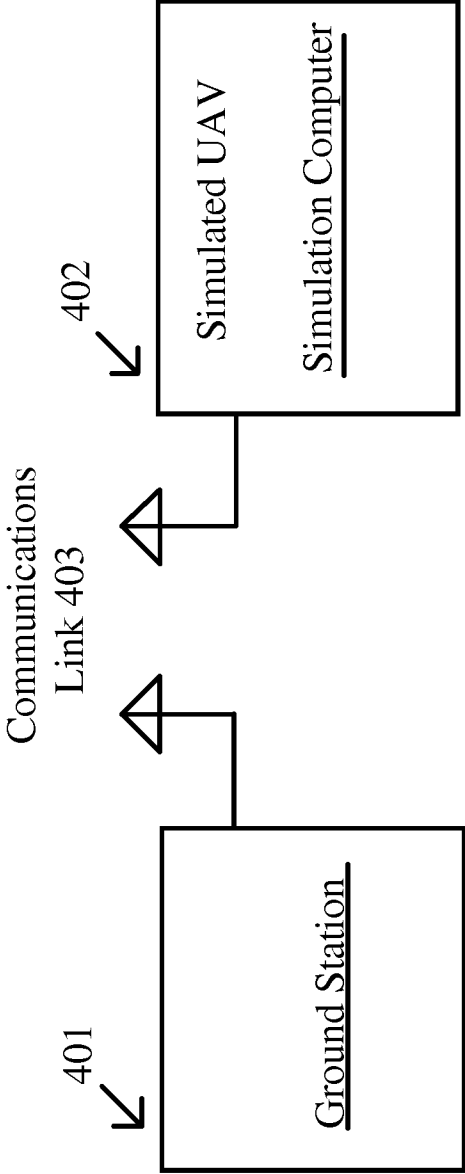 Communications
Link 403
401
402
Ground Station
Simulated UAV
Simulation Computer